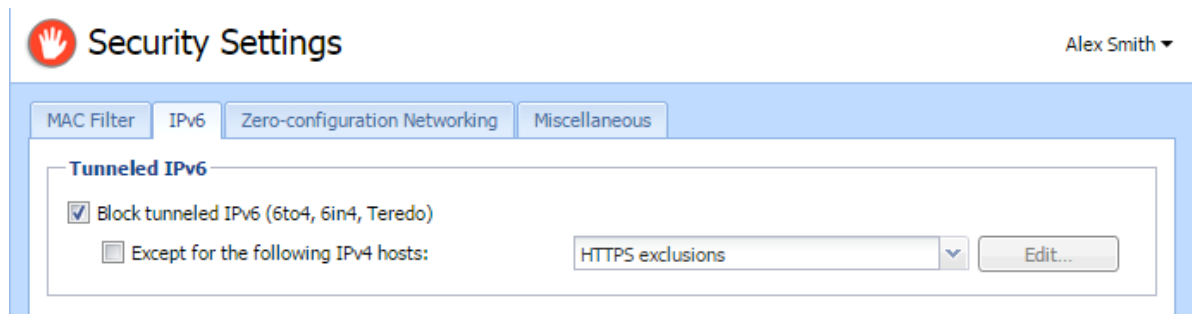 Security Settings
Alex Smith
MAC Filter IPv6 Zero-configuration Networking Miscellaneous
Tunneled IPv6
Block tunneled IPv6 (6to4, 6in4, Teredo)
Except for the following IPv4 hosts: HTTPS exclusions Edit...